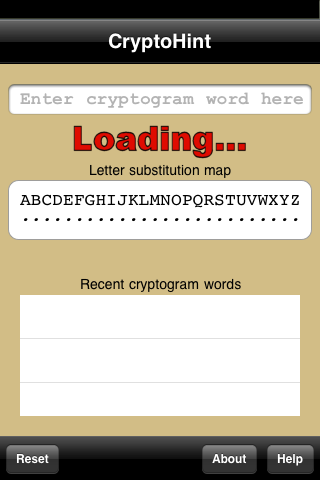 CryptoHint
Enter cryptogram word here
Loading...
Letter substitution map
ABCDEFGHIJKLMNOPQRSTUVWXYZ
..........................
Recent cryptogram words
Reset About Help